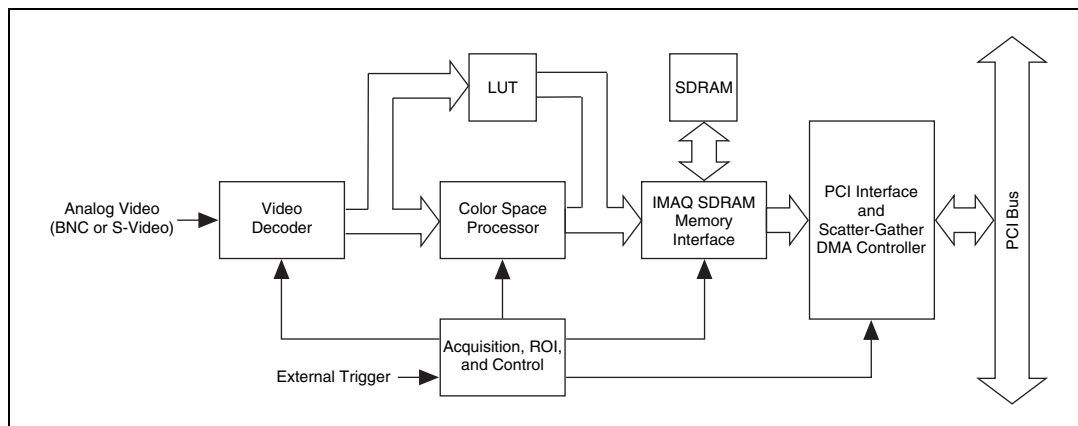 LUT
SDRAM
Analog Video
(BNC or S-Video)
Video
Decoder
Color Space
Processor
IMAQ SDRAM
Memory
Interface
PCI Interface
and
Scatter-Gather
DMA Controller
PCI Bus
Acquisition, ROI,
and Control
External Trigger